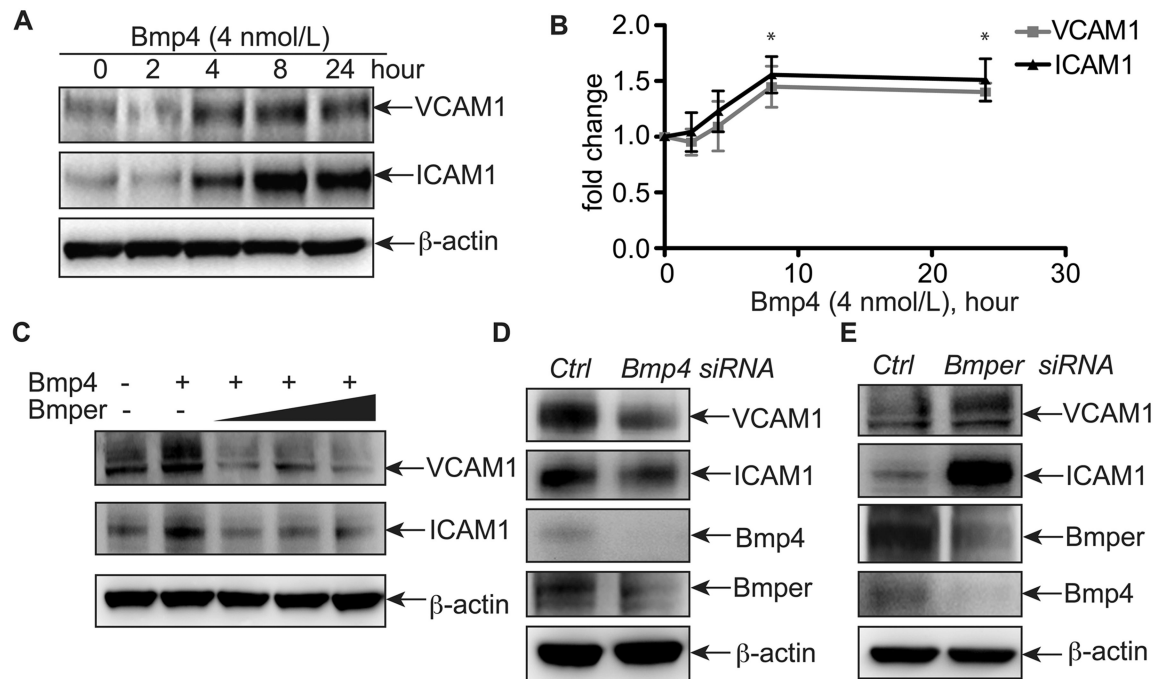 A
Bmp4 (4 nmol/L)
0 2 4 8 24 hour
VCAM1
ICAM1
β-actin
B
2.0
1.5
1.0
0.5
0.0
fold change
* *
VCAM1
ICAM1
0 10 20 30
Bmp4 (4 nmol/L), hour
C
Bmp4 - + + + +
Bmper - -
VCAM1
ICAM1
β-actin
D
Ctrl Bmp4 siRNA
VCAM1
ICAM1
Bmp4
Bmper
β-actin
E
Ctrl Bmper siRNA
VCAM1
ICAM1
Bmper
Bmp4
β-actin